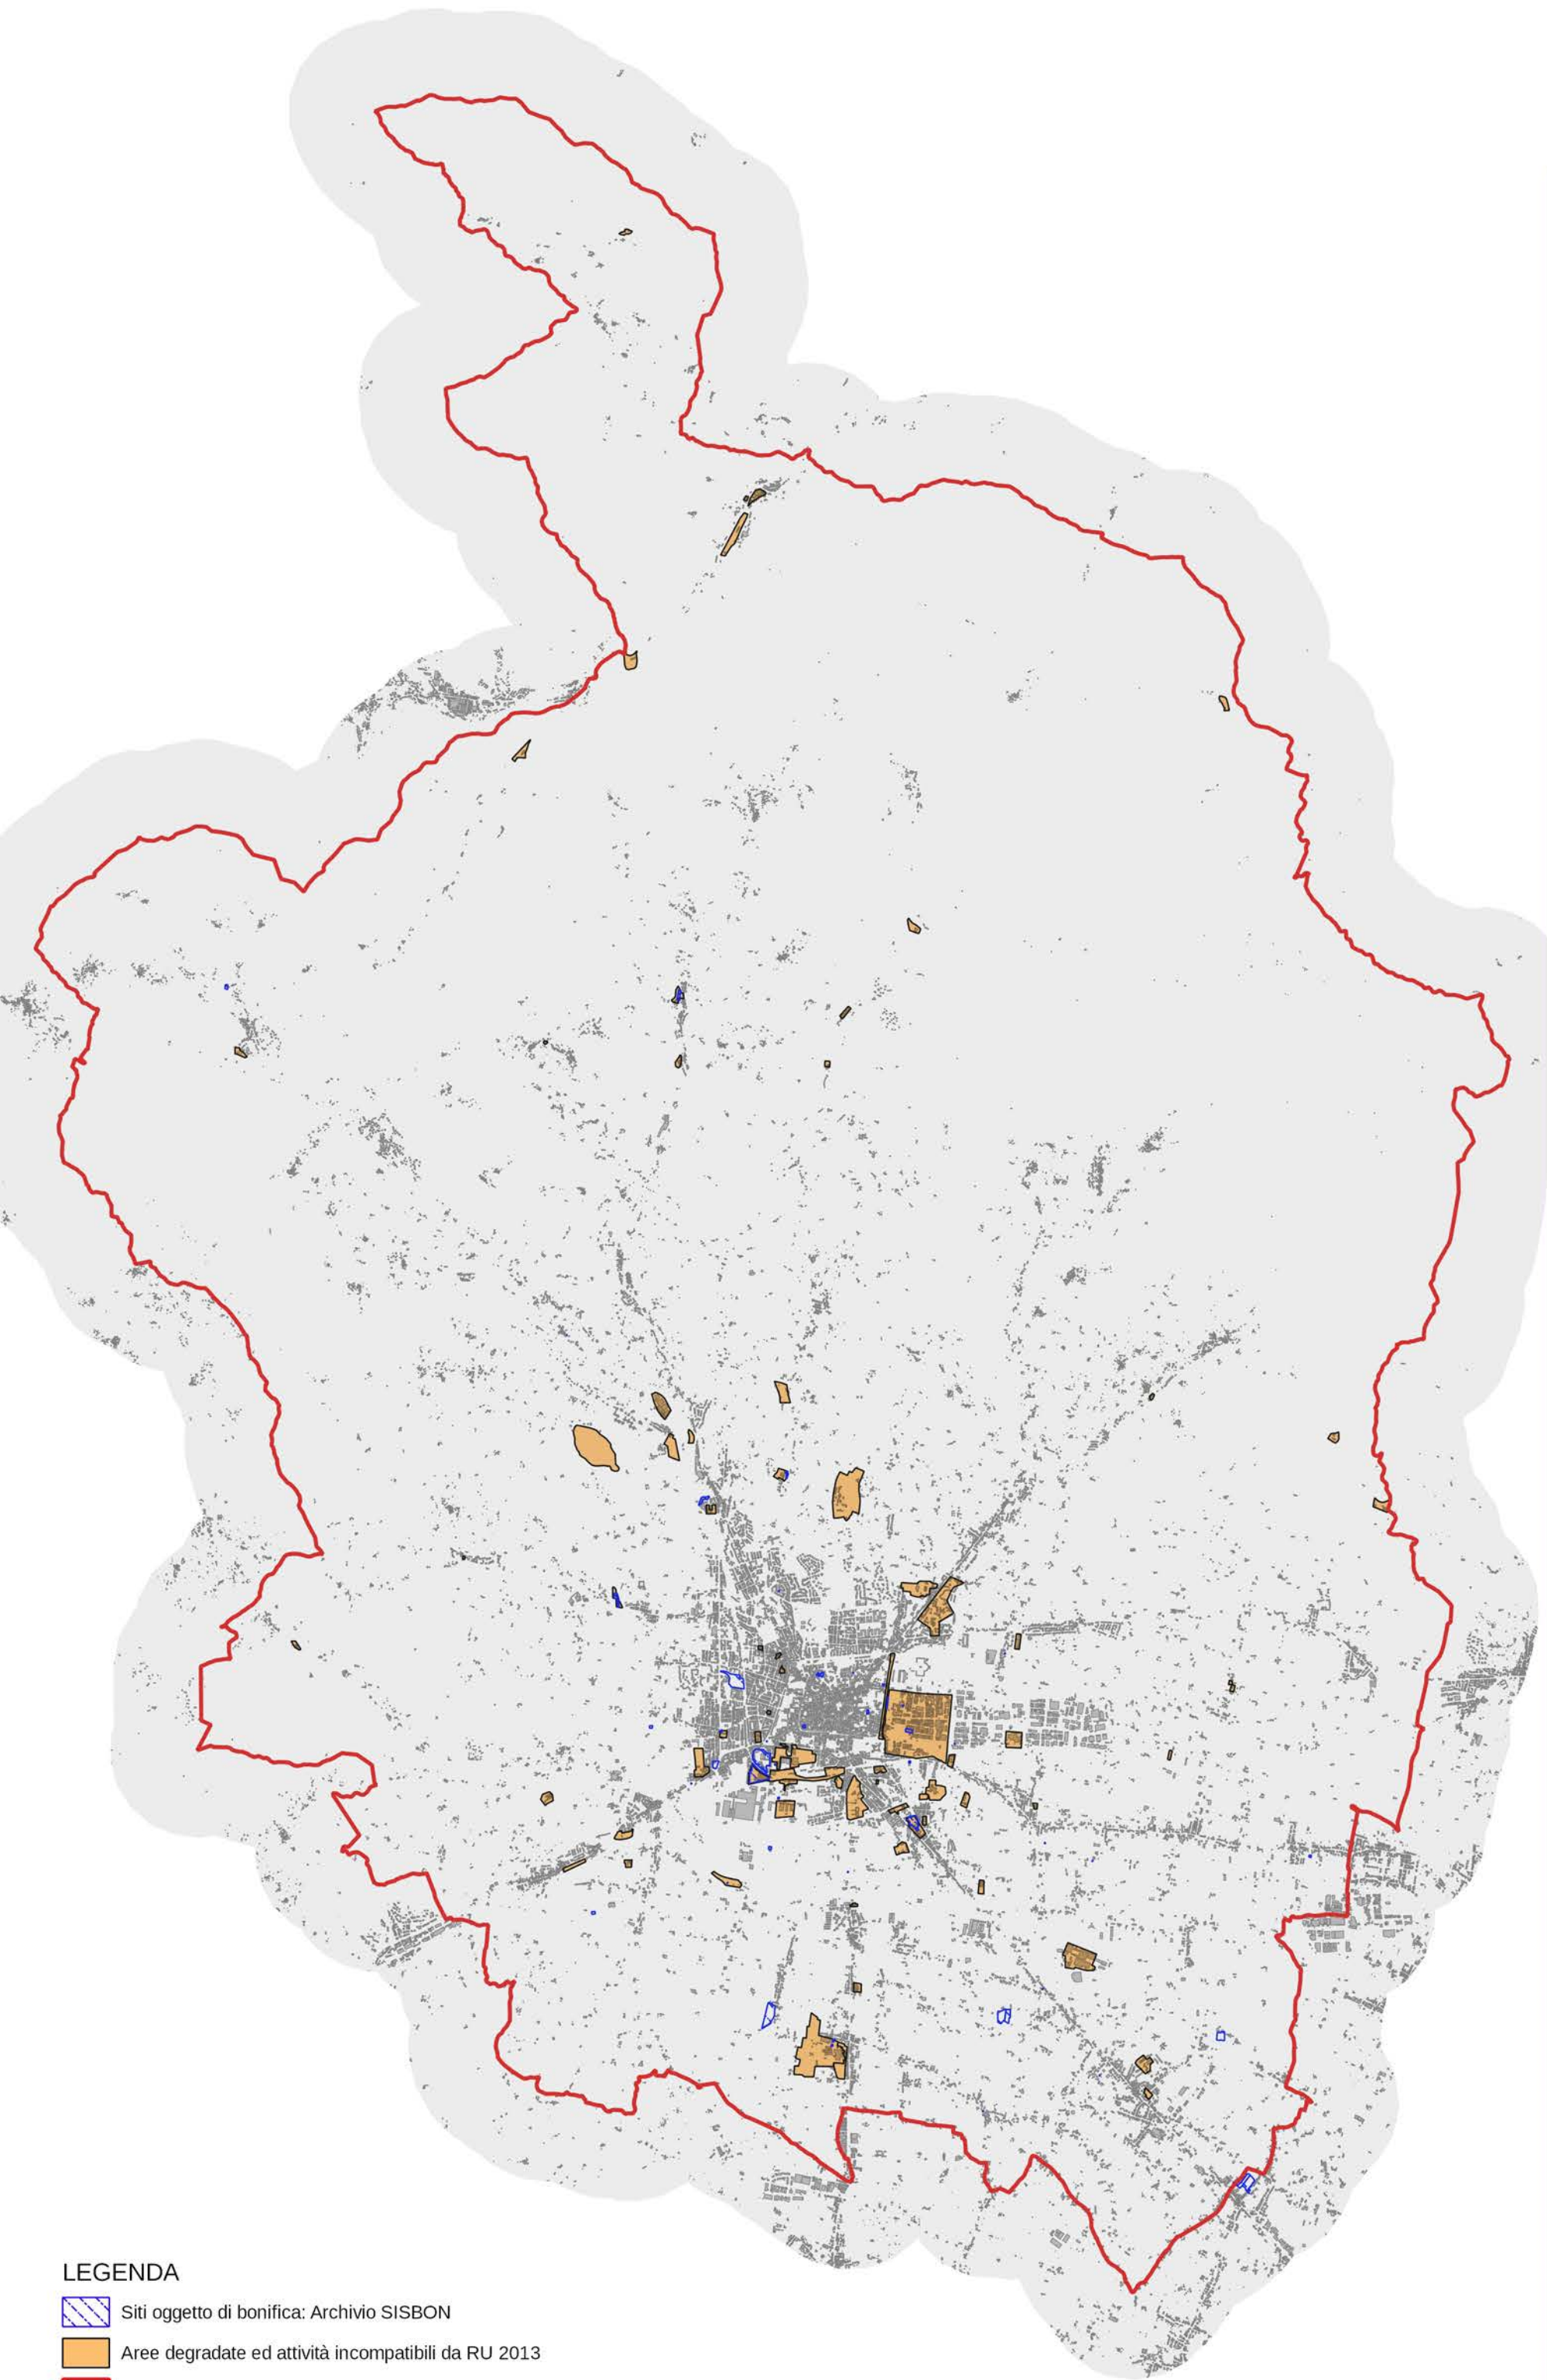 LEGENDA
Siti oggetto di bonifica: Archivio SISBON
Aree degradate ed attività incompatibili da RU 2013